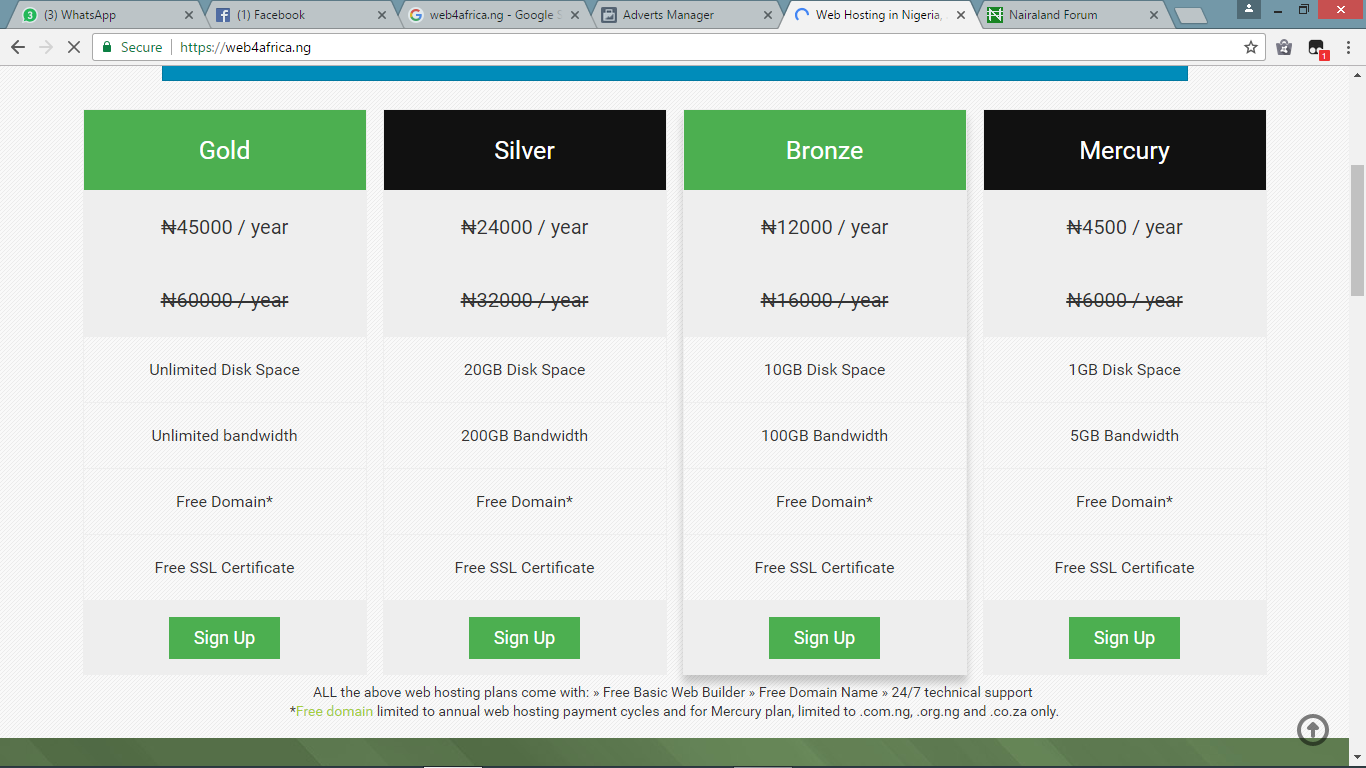 (3) WhatsApp
(1) Facebook
web4africa.ng - Google S
Adverts Manager
Web Hosting in Nigeria,
Nairaland Forum
Secure
https://web4africa.ng
1
Gold
Silver
Bronze
Mercury
₦45000 / year
₦24000 / year
₦12000 / year
₦4500 / year
₦60000 / year
₦32000 / year
₦16000 / year
₦6000 / year
Unlimited Disk Space
20GB Disk Space
10GB Disk Space
1GB Disk Space
Unlimited bandwidth
200GB Bandwidth
100GB Bandwidth
5GB Bandwidth
Free Domain*
Free Domain*
Free Domain*
Free Domain*
Free SSL Certificate
Free SSL Certificate
Free SSL Certificate
Free SSL Certificate
Sign Up
Sign Up
Sign Up
Sign Up
ALL the above web hosting plans come with: » Free Basic Web Builder » Free Domain Name » 24/7 technical support
*Free domain limited to annual web hosting payment cycles and for Mercury plan, limited to .com.ng, .org.ng and .co.za only.